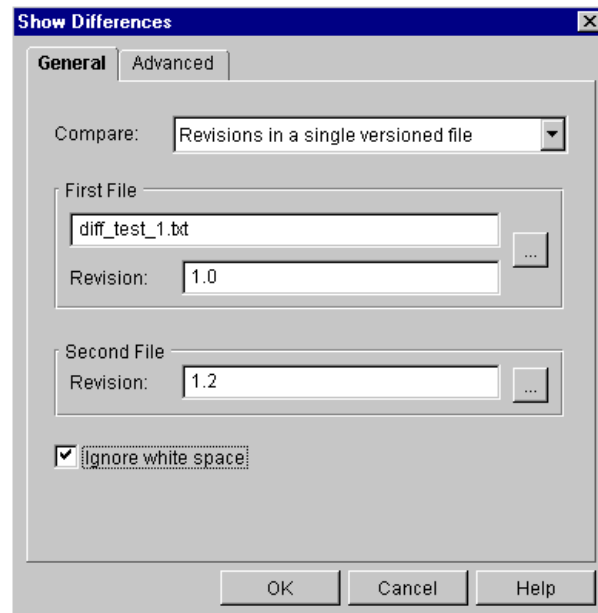 Show Differences
General Advanced
Compare: Revisions in a single versioned file
First File
diff_test_1.txt
...
Revision: 1.0
Second File
Revision: 1.2 ...
Ignore white space
OK Cancel Help